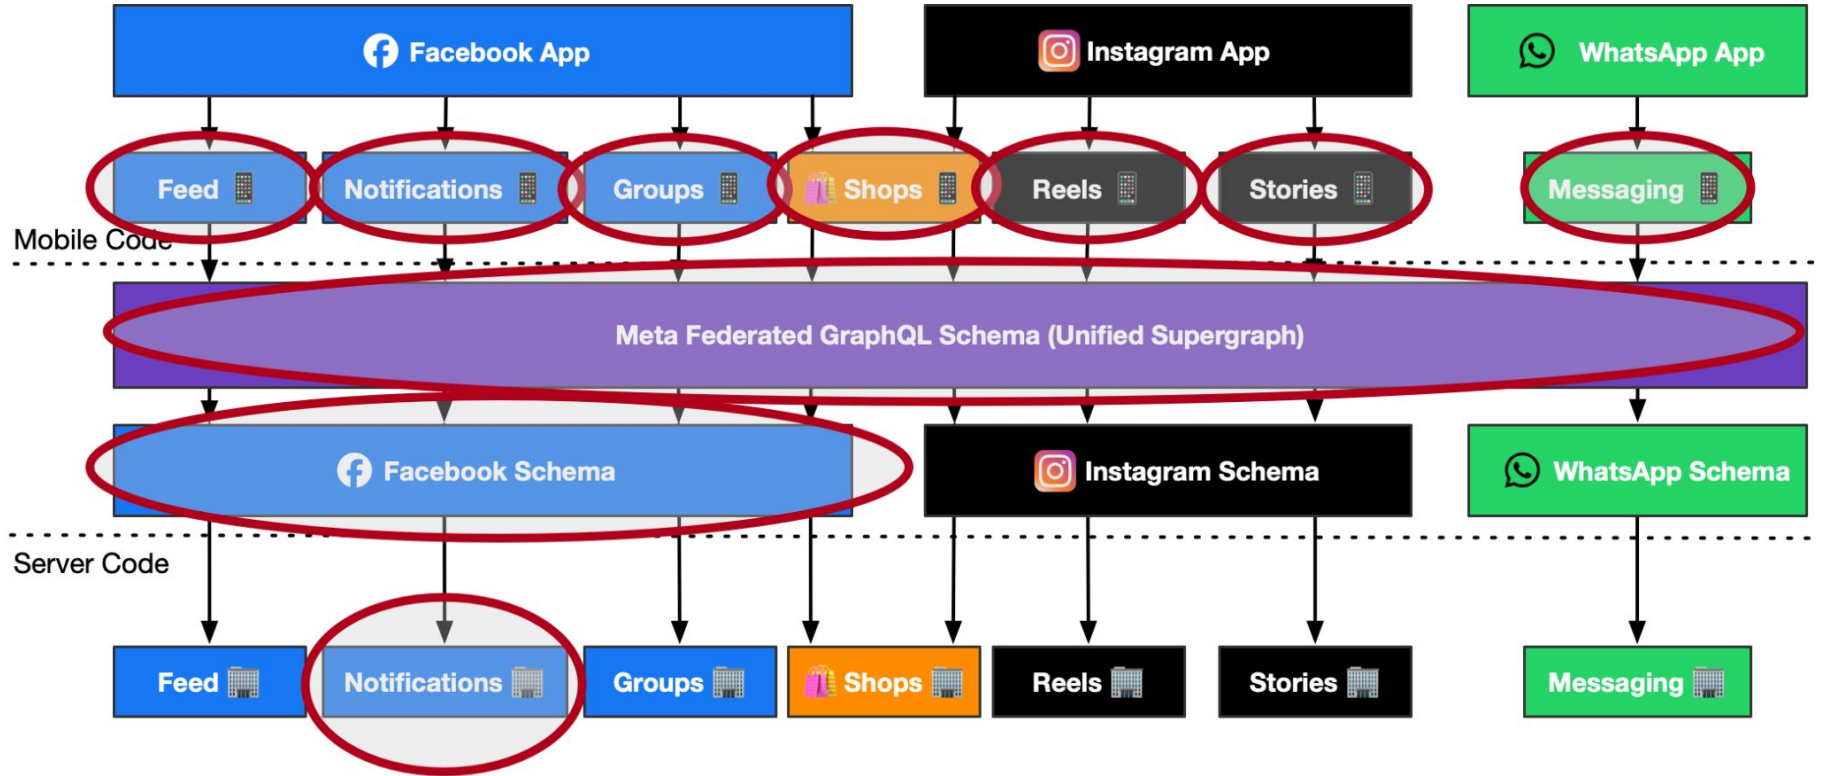 Facebook App
Instagram App
WhatsApp App
Feed
Notifications
Groups
Shops
Reels
Stories
Messaging
Mobile Code
Meta Federated GraphQL Schema (Unified Supergraph)
Facebook Schema
Instagram Schema
WhatsApp Schema
Server Code
Feed
Notifications
Groups
Shops
Reels
Stories
Messaging